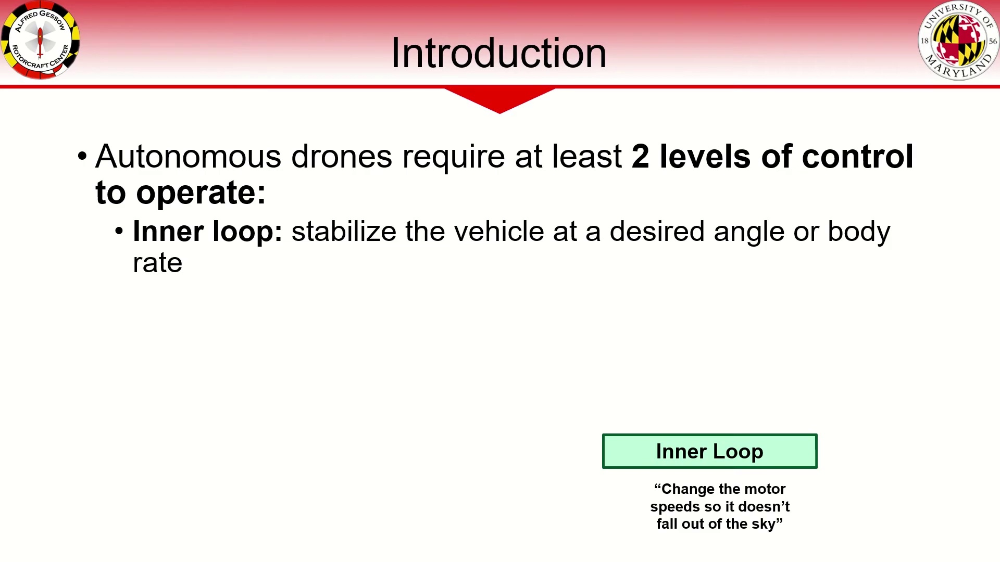 ALFRED GESSOW
ROTORCRAFT CENTER
Introduction
UNIVERSITY OF
18 56
MARYLAND
• Autonomous drones require at least 2 levels of control
to operate:
• Inner loop: stabilize the vehicle at a desired angle or body
rate
Inner Loop
“Change the motor
speeds so it doesn’t
fall out of the sky”